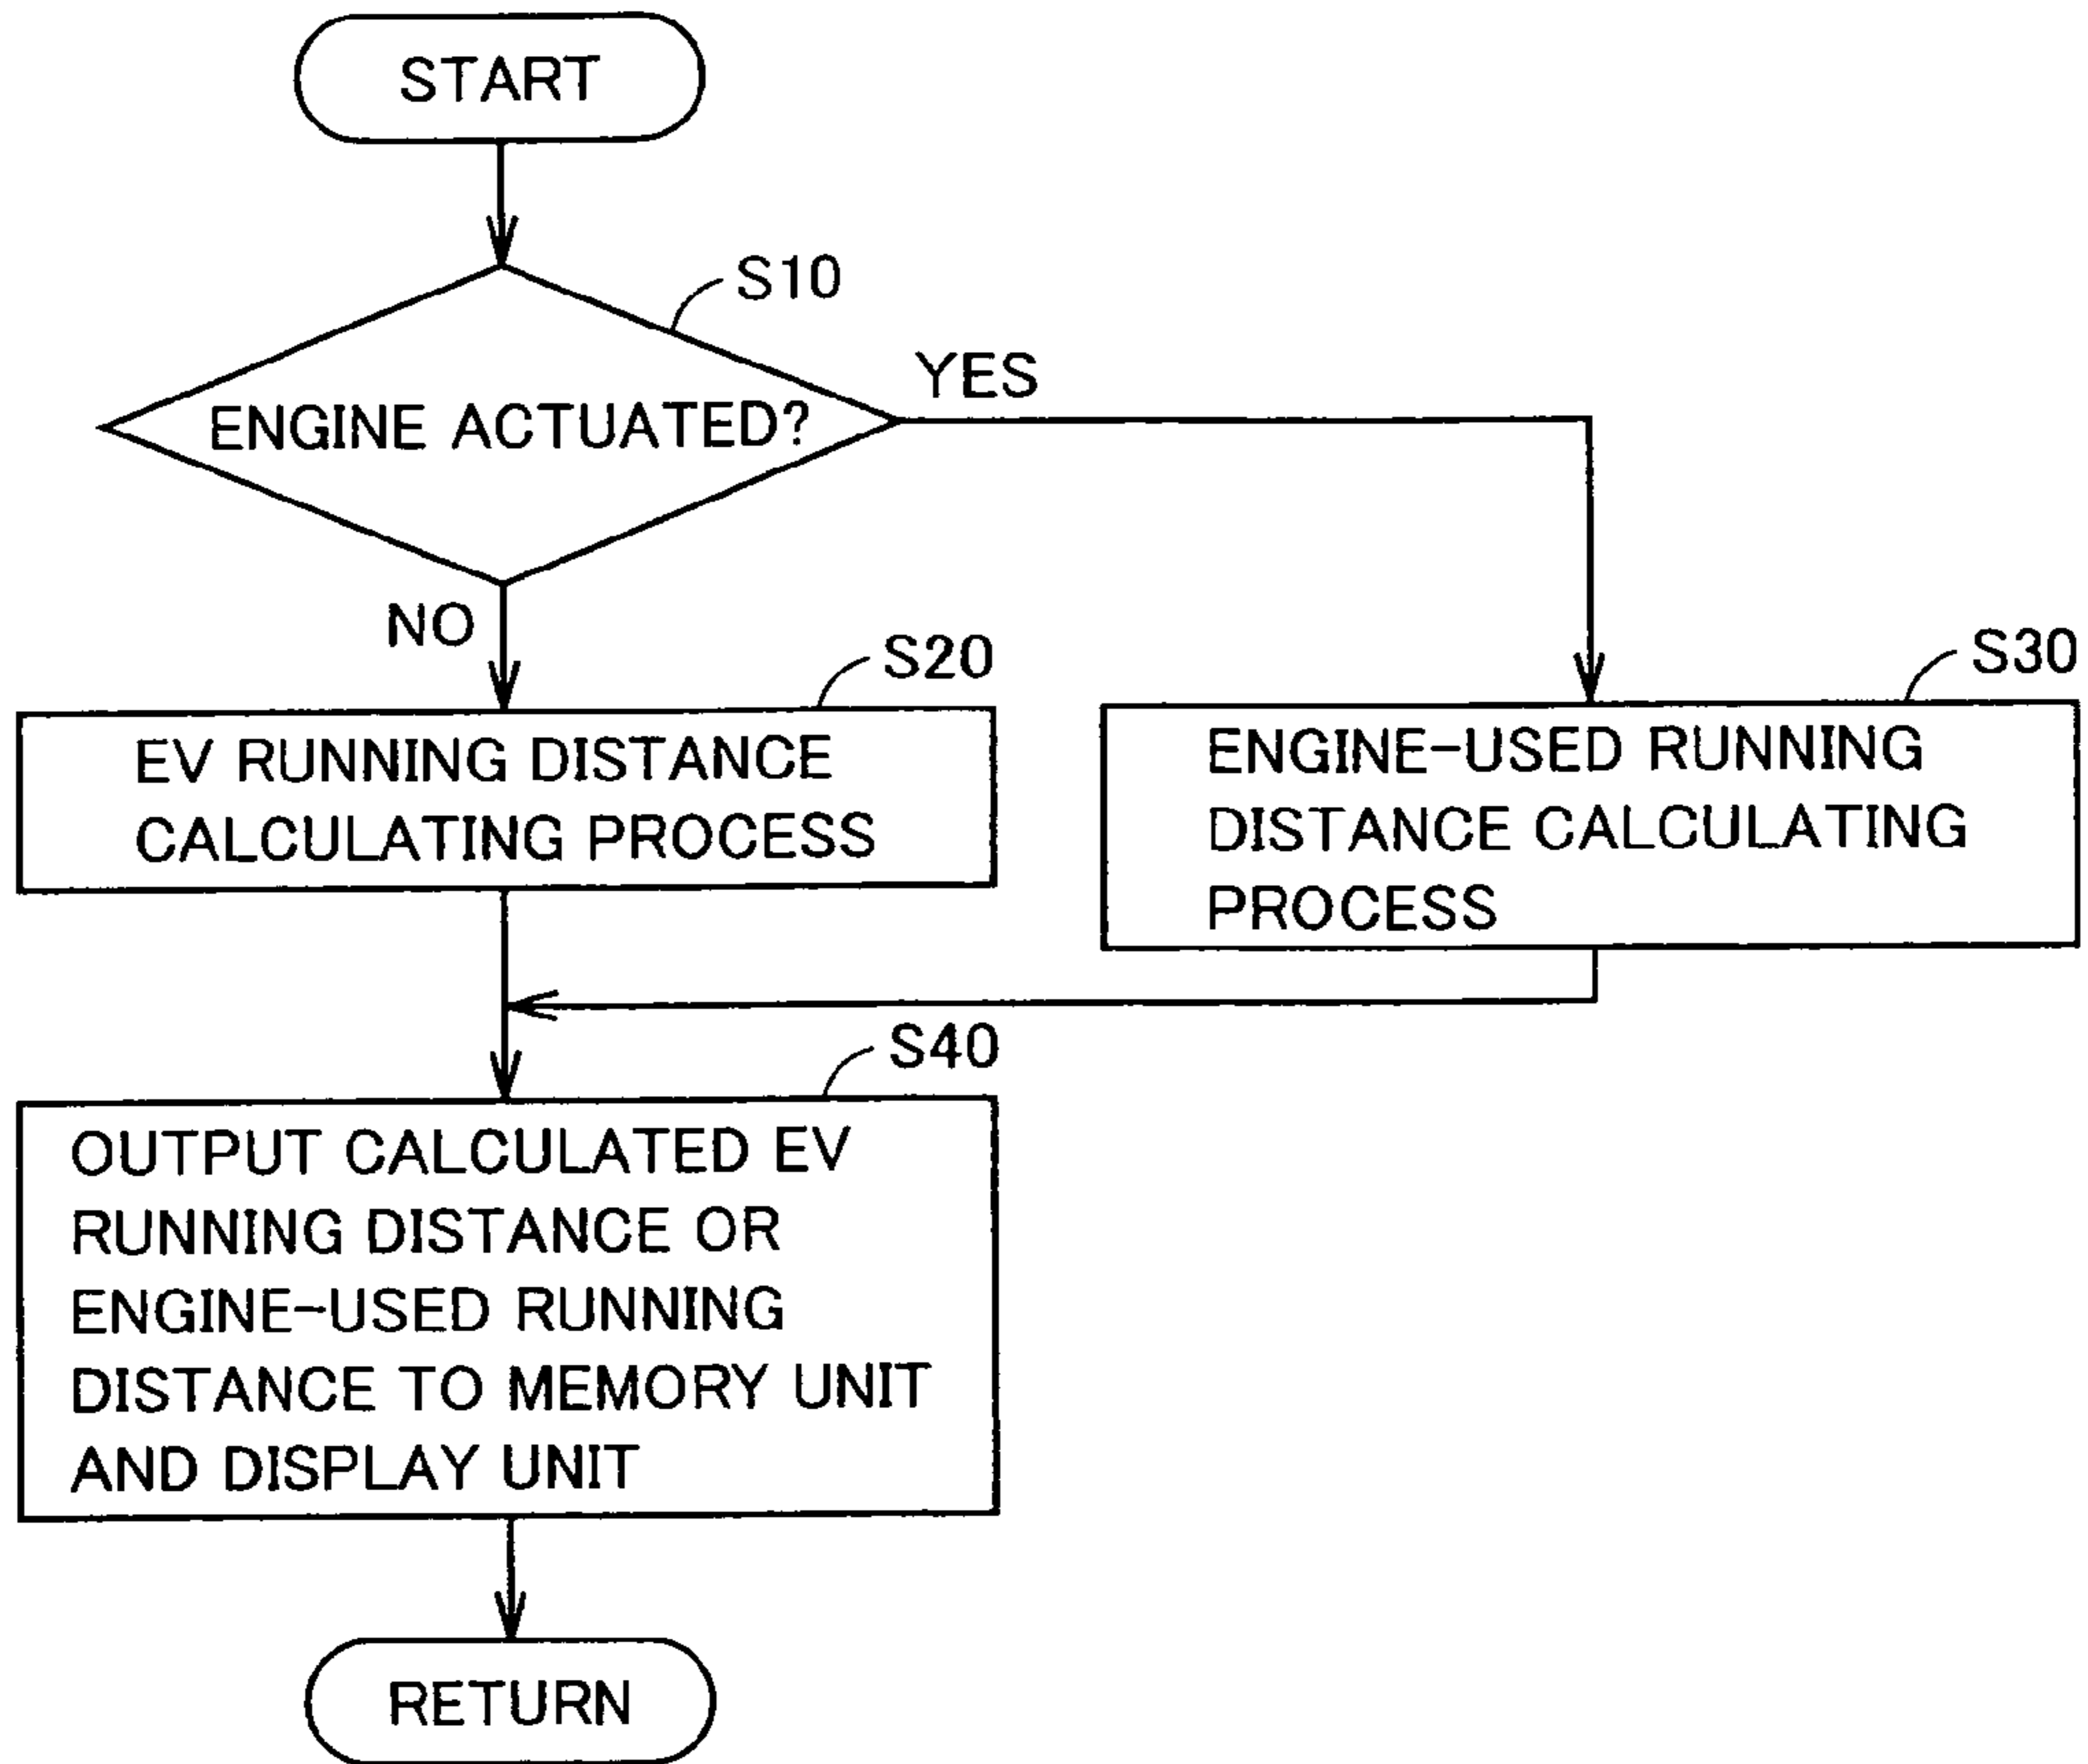 START
S10
ENGINE ACTUATED?
YES
NO
S20
EV RUNNING DISTANCE
CALCULATING PROCESS
S30
ENGINE-USED RUNNING
DISTANCE CALCULATING
PROCESS
S40
OUTPUT CALCULATED EV
RUNNING DISTANCE OR
ENGINE-USED RUNNING
DISTANCE TO MEMORY UNIT
AND DISPLAY UNIT
RETURN